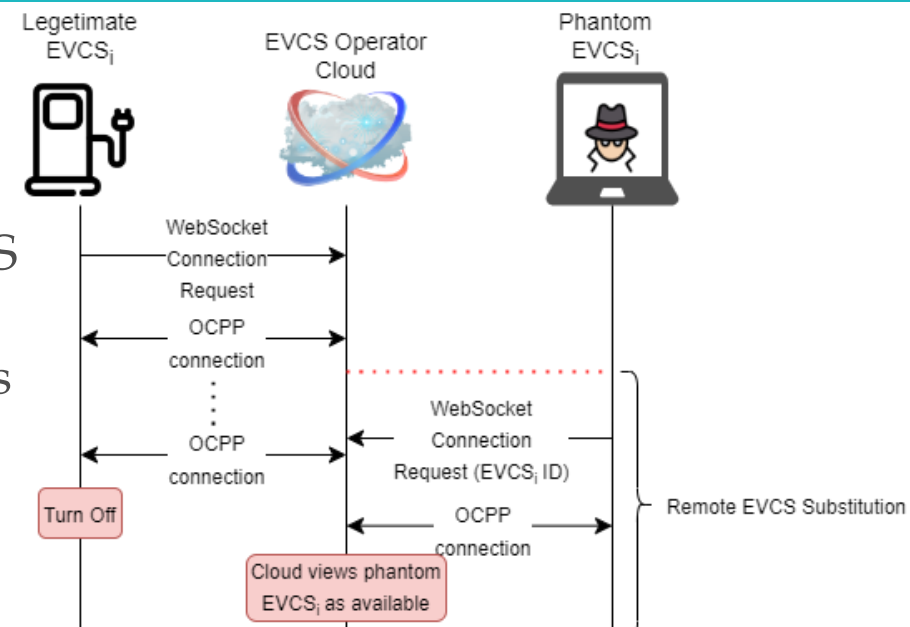 Legetimate
EVCSi
EVCS Operator
Cloud
Phantom
EVCSi
WebSocket
Connection
Request
S
OCPP
connection
s
WebSocket
Connection
Request (EVCSi ID)
OCPP
connection
Turn Off
OCPP
connection
Remote EVCS Substitution
Cloud views phantom
EVCSi as available